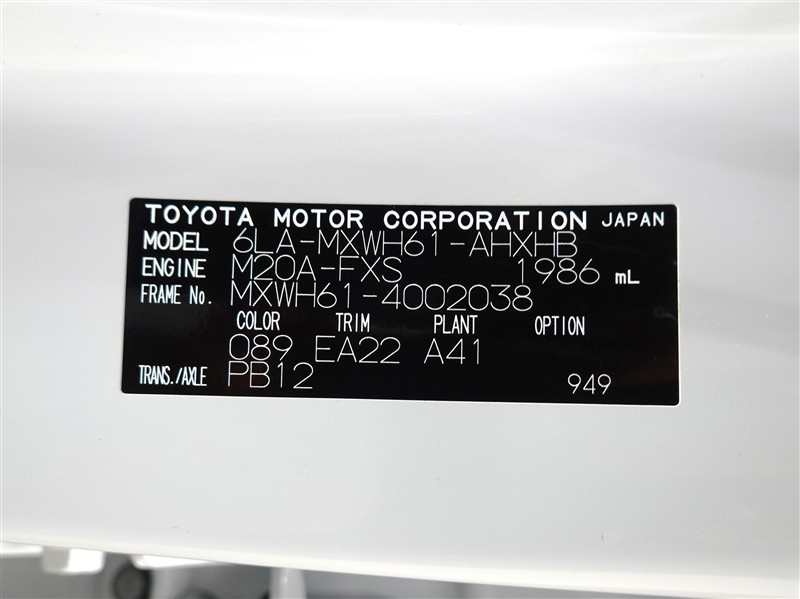 TOYOTA MOTOR CORPORATION JAPAN
MODEL 6LA-MXWH61-AHXHB
ENGINE M20A-FXS 1986 mL
FRAME No. MXWH61-4002038
COLOR TRIM PLANT OPTION
089 EA22 A41
TRANS./AXLE PB12 949